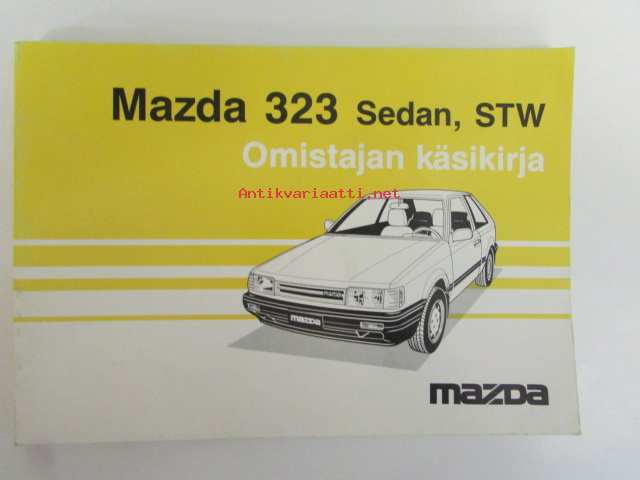 Mazda 323 Sedan, STW
Omistajan käsikirja
Antikvariaatti.net
mazda
mazda